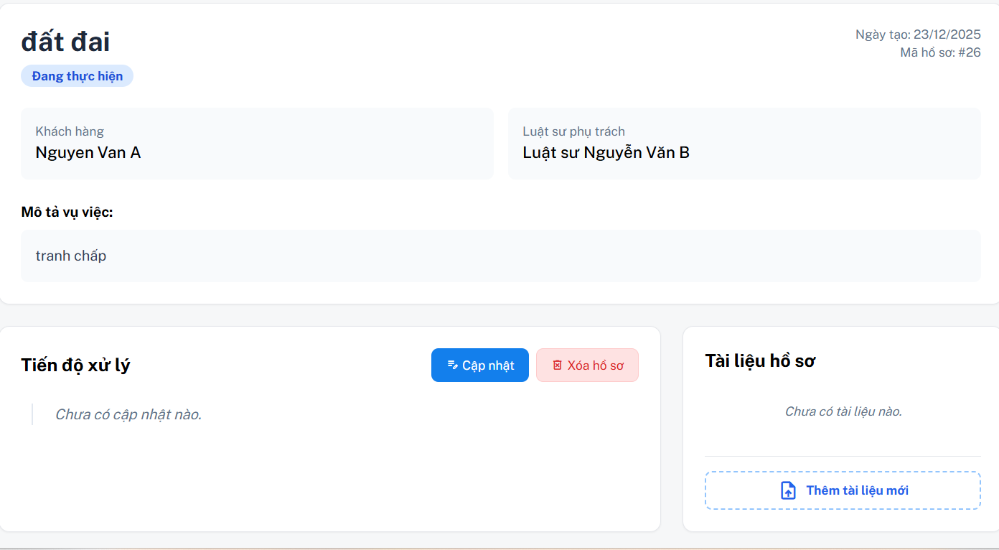 đất đai
Đang thực hiện
Ngày tạo: 23/12/2025
Mã hồ sơ: #26
Khách hàng
Nguyen Van A
Luật sư phụ trách
Luật sư Nguyễn Văn B
Mô tả vụ việc:
tranh chấp
Tiến độ xử lý
Cập nhật
Xóa hồ sơ
Chưa có cập nhật nào.
Tài liệu hồ sơ
Chưa có tài liệu nào.
Thêm tài liệu mới